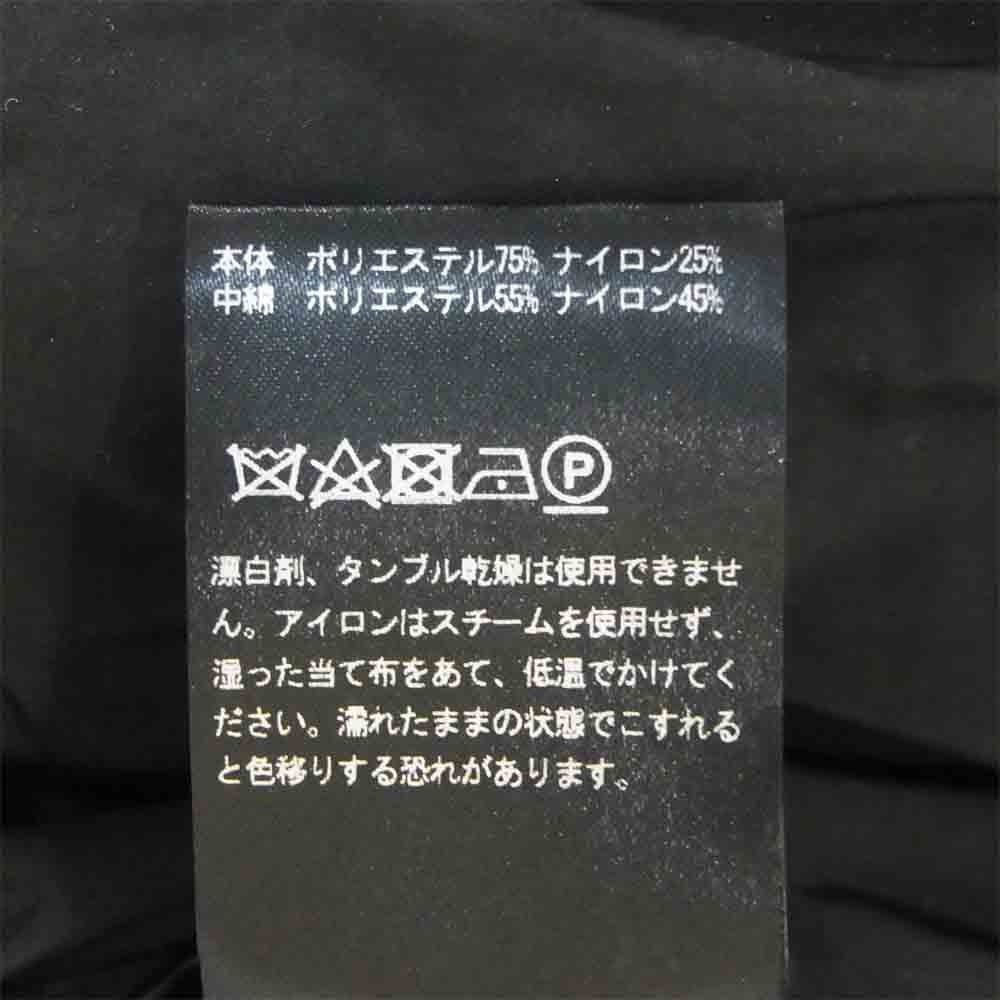 本体 ポリエステル75% ナイロン25%
中綿 ポリエステル55% ナイロン45%
P
漂白剤、タンブル乾燥は使用できませ
ん。アイロンはスチームを使用せず、
湿った当て布をあて、低温でかけてく
ださい。濡れたままの状態でこすれる
と色移りする恐れがあります。